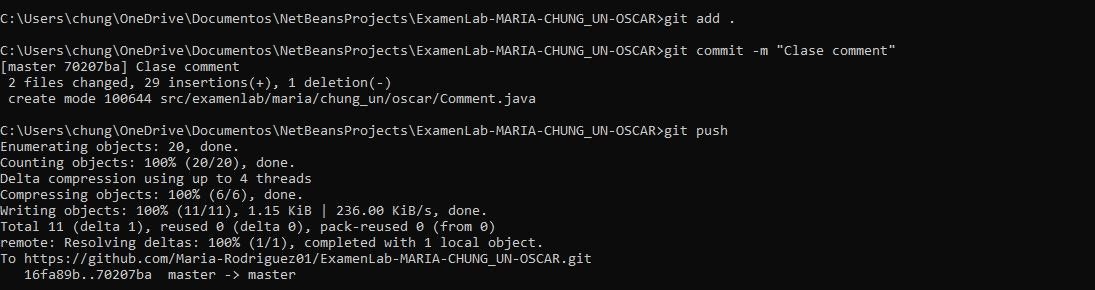 C:\Users\chung\OneDrive\Documentos\NetBeansProjects\ExamenLab-MARIA-CHUNG_UN-OSCAR>git add .
C:\Users\chung\OneDrive\Documentos\NetBeansProjects\ExamenLab-MARIA-CHUNG_UN-OSCAR>git commit -m "Clase comment"
[master 70207ba] Clase comment
 2 files changed, 29 insertions(+), 1 deletion(-)
 create mode 100644 src/examenlab/maria/chung_un/oscar/Comment.java
C:\Users\chung\OneDrive\Documentos\NetBeansProjects\ExamenLab-MARIA-CHUNG_UN-OSCAR>git push
Enumerating objects: 20, done.
Counting objects: 100% (20/20), done.
Delta compression using up to 4 threads
Compressing objects: 100% (6/6), done.
Writing objects: 100% (11/11), 1.15 KiB | 236.00 KiB/s, done.
Total 11 (delta 1), reused 0 (delta 0), pack-reused 0 (from 0)
remote: Resolving deltas: 100% (1/1), completed with 1 local object.
To https://github.com/Maria-Rodriguez01/ExamenLab-MARIA-CHUNG_UN-OSCAR.git
   16fa89b..70207ba  master -> master